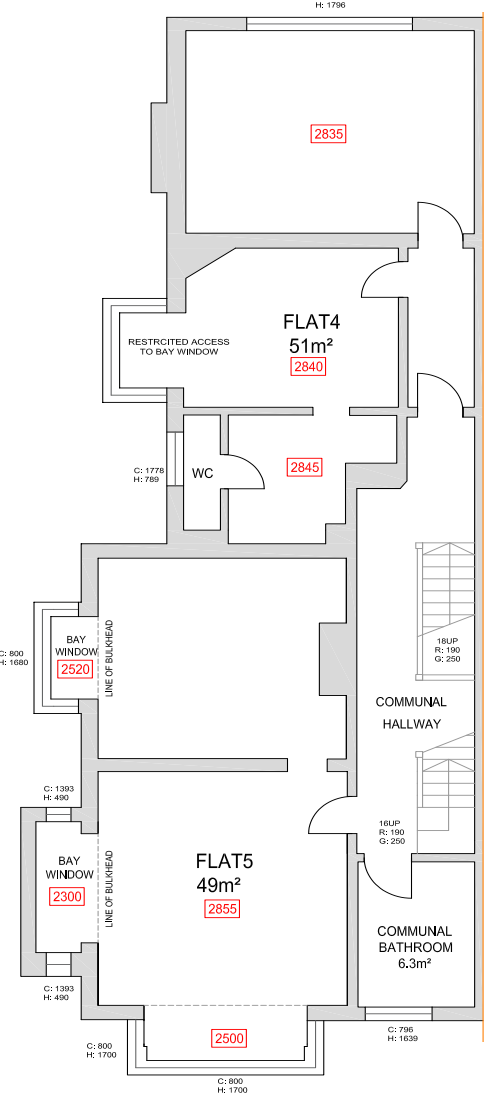 H: 1796
2835
FLAT4
51m²
2840
RESTRCITED ACCESS
TO BAY WINDOW
C: 1778
H: 789
WC
2845
BAY
WINDOW
2520
LINE OF BULKHEAD
C: 800
H: 1680
18UP
R: 190
G: 250
COMMUNAL
HALLWAY
C: 1393
H: 490
16UP
R: 190
G: 250
BAY
WINDOW
2300
LINE OF BULKHEAD
FLAT5
49m²
2855
COMMUNAL
BATHROOM
6.3m²
C: 1393
H: 490
2500
C: 800
H: 1700
C: 796
H: 1639
C: 800
H: 1700